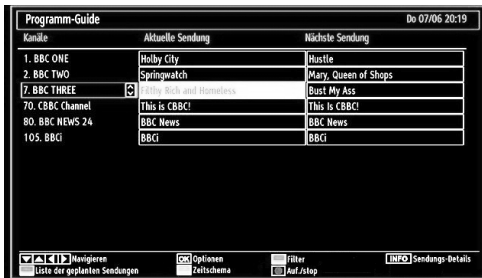 Programm-Guide Do 07/06 20:19
Kanäle Aktuelle Sendung Nächste Sendung
1. BBC ONE Holby City Hustle
2. BBC TWO Springwatch Mary, Queen of Shops
7. BBC THREE Filthy Rich and Homeless Bust My Ass
70. CBBC Channel This is CBBC! This Is CBBC!
80. BBC NEWS 24 BBC News BBC News
105. BBCi BBCi BBCi
Navigieren OK Optionen Filter INFO Sendungs-Details
Liste der geplanten Sendungen Zeitschema Auf./stop